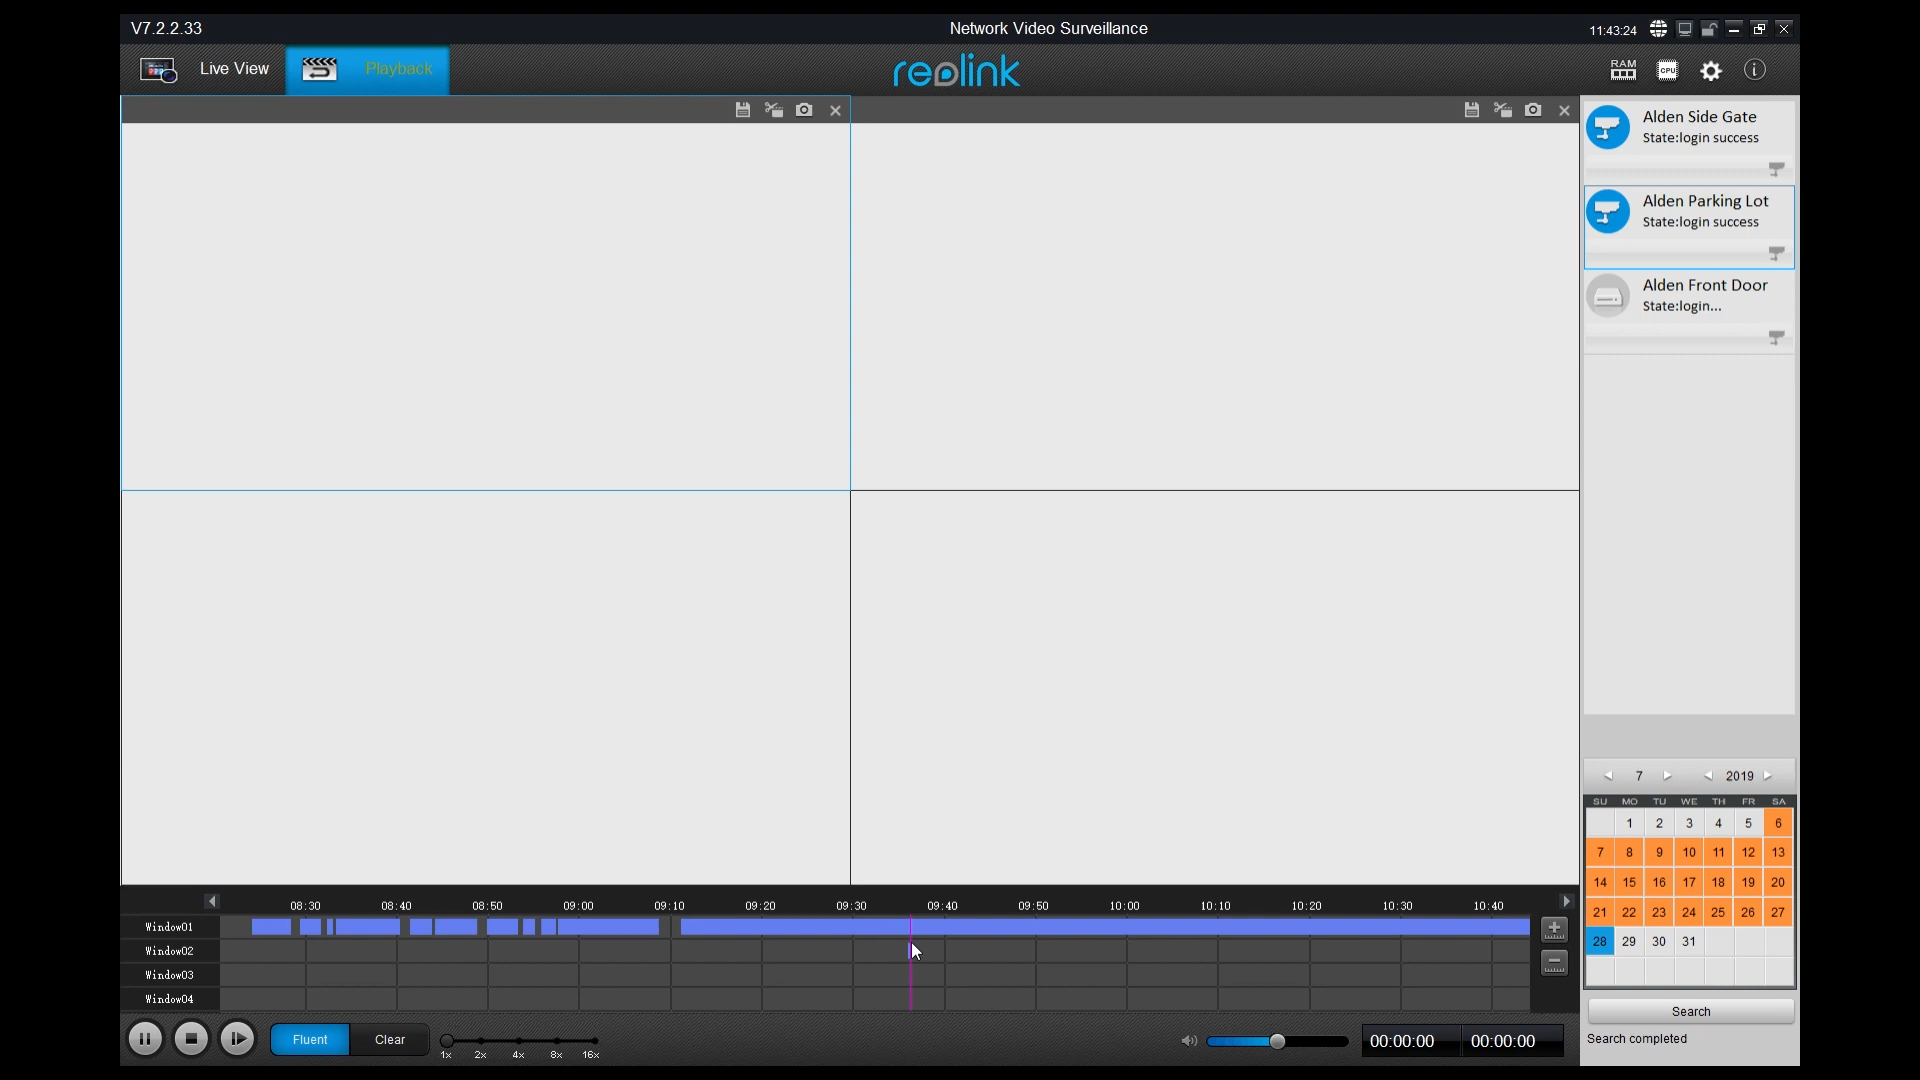 V7.2.2.33
Network Video Surveillance
11:43:24
Live View
Playback
reolink
RAM
CPU
Alden Side Gate
State:login success
Alden Parking Lot
State:login success
Alden Front Door
State:login...
7 2019
SU MO TU WE TH FR SA
1 2 3 4 5 6
7 8 9 10 11 12 13
14 15 16 17 18 19 20
21 22 23 24 25 26 27
28 29 30 31
Search
Search completed
08:30 08:40 08:50 09:00 09:10 09:20 09:30 09:40 09:50 10:00 10:10 10:20 10:30 10:40
Window01
Window02
Window03
Window04
Fluent
Clear
1x 2x 4x 8x 16x
00:00:00
00:00:00